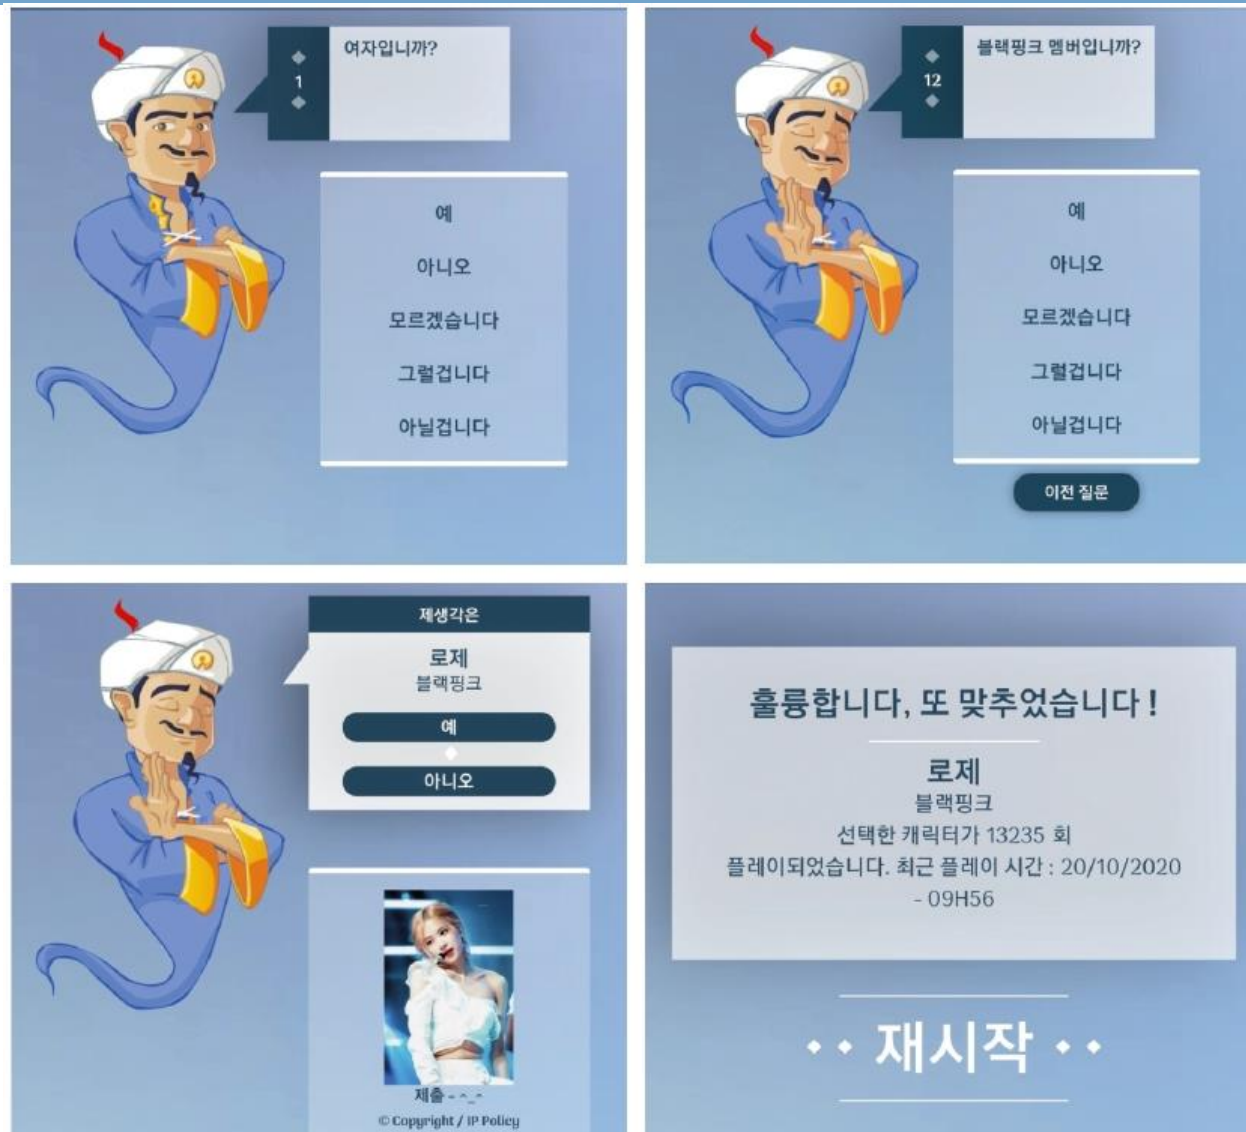 1
여자입니까?
예
아니오
모르겠습니다
그럴겁니다
아닐겁니다
12
블랙핑크 멤버입니까?
예
아니오
모르겠습니다
그럴겁니다
아닐겁니다
이전 질문
제생각은
로제
블랙핑크
예
아니오
제출 - ^_^
© Copyright / IP Policy
훌륭합니다, 또 맞추었습니다 !
로제
블랙핑크
선택한 캐릭터가 13235 회
플레이되었습니다. 최근 플레이 시간 : 20/10/2020
- 09H56
재시작